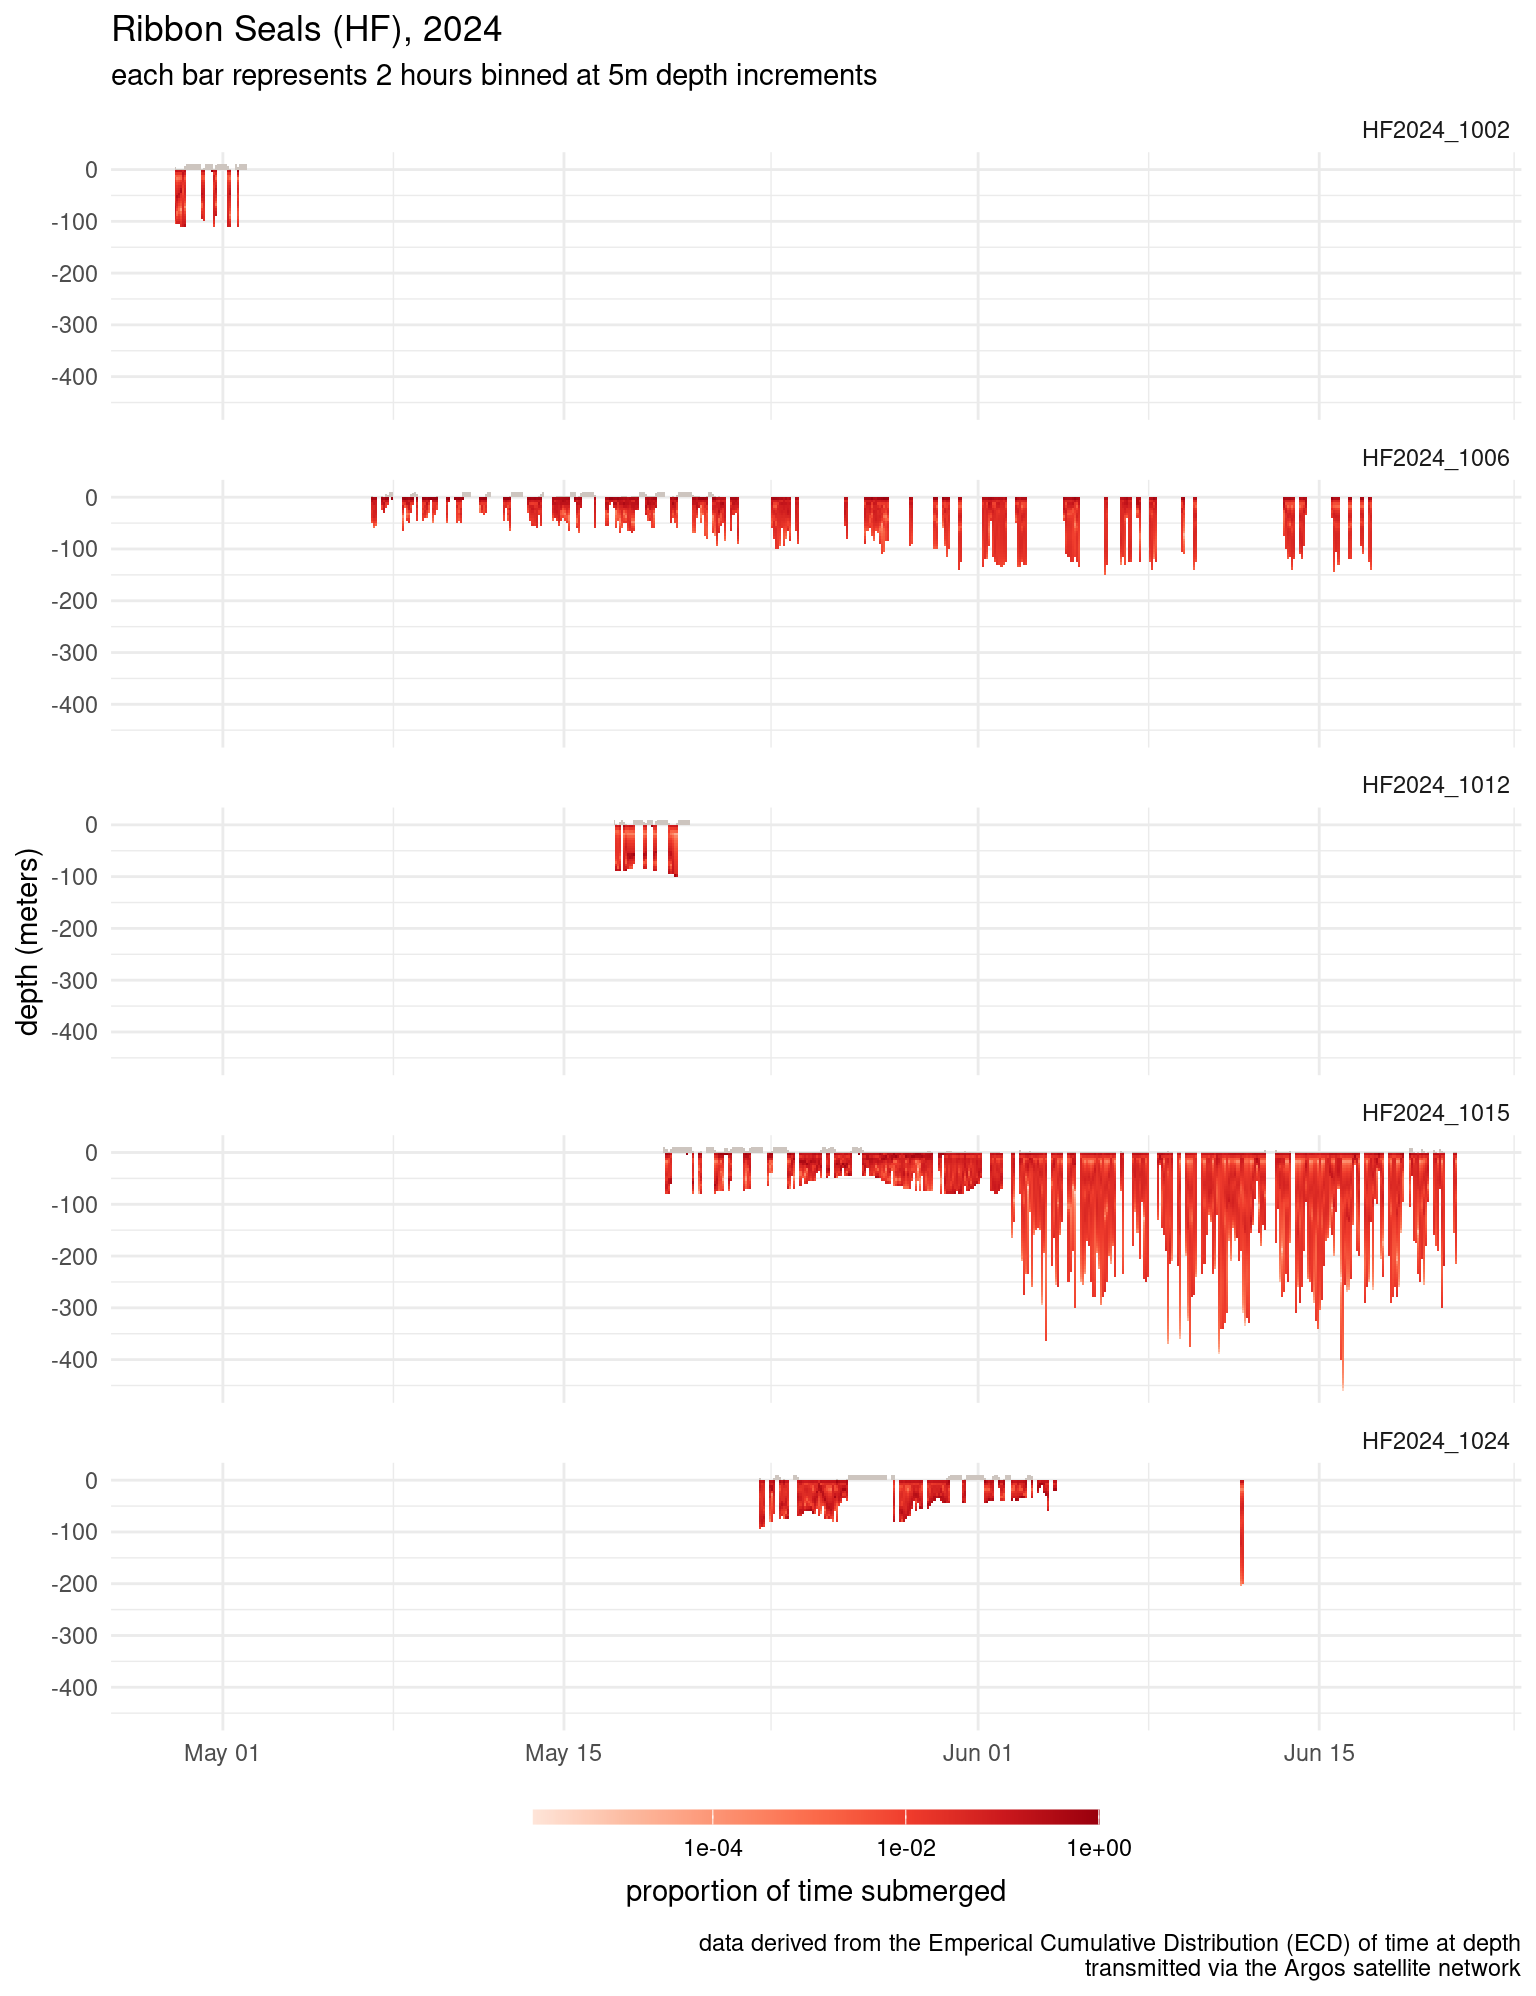 Ribbon Seals (HF), 2024
each bar represents 2 hours binned at 5m depth increments
HF2024_1002
0
-100
-200
-300
-400
HF2024_1006
0
-100
-200
-300
-400
HF2024_1012
0
-100
-200
-300
-400
depth (meters)
HF2024_1015
0
-100
-200
-300
-400
HF2024_1024
0
-100
-200
-300
-400
May 01 May 15 Jun 01 Jun 15
1e-04 1e-02 1e+00
proportion of time submerged
data derived from the Emperical Cumulative Distribution (ECD) of time at depth
transmitted via the Argos satellite network